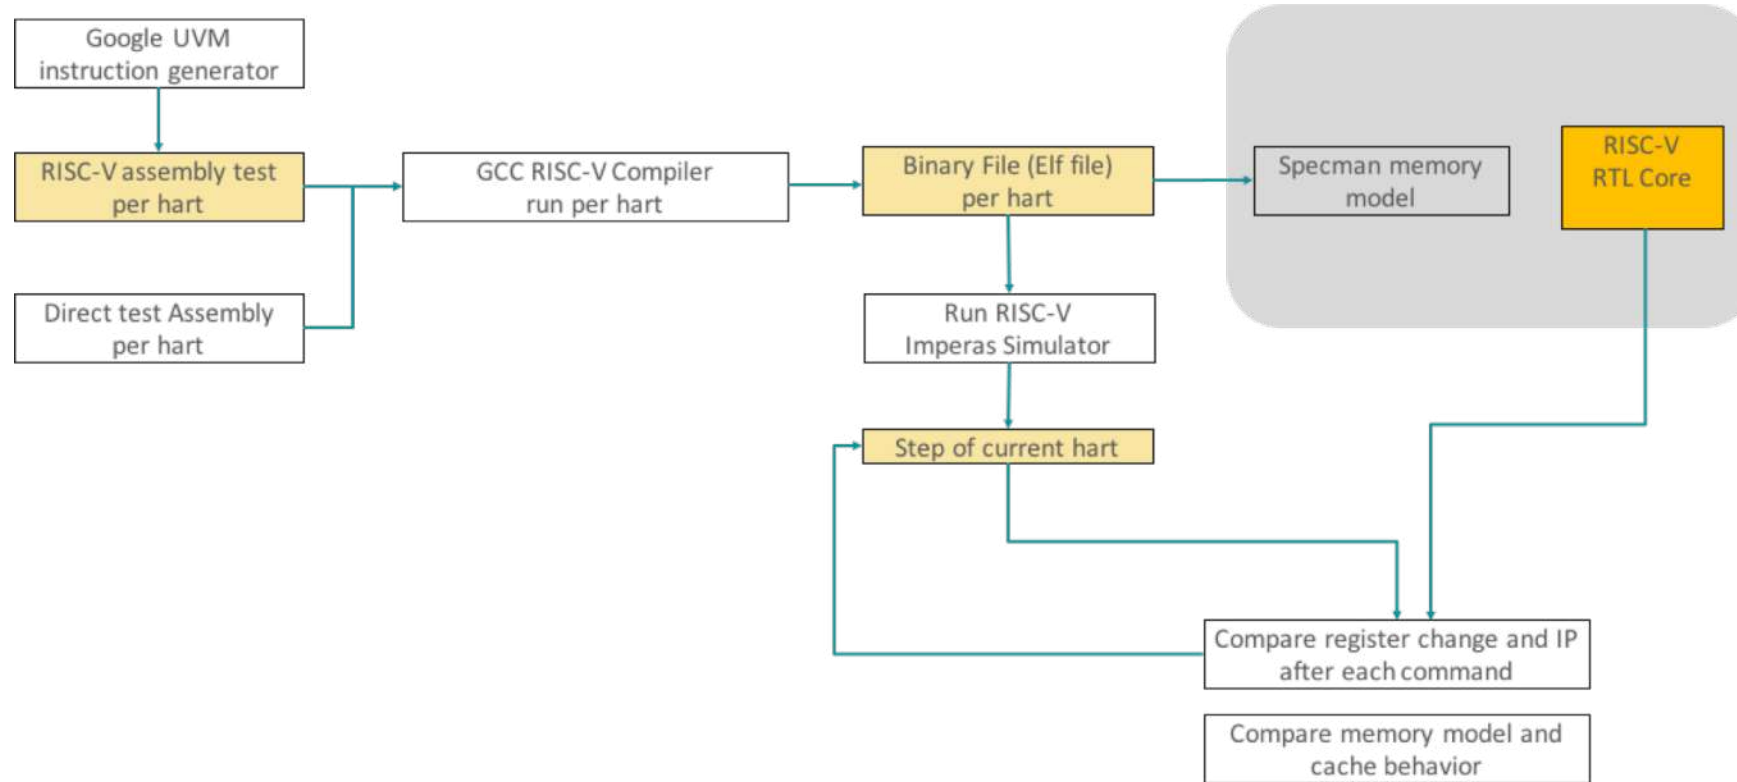 Google UVM
instruction generator
RISC-V assembly test
per hart
Direct test Assembly
per hart
GCC RISC-V Compiler
run per hart
Binary File (Elf file)
per hart
Specman memory
model
RISC-V
RTL Core
Run RISC-V
Imperas Simulator
Step of current hart
Compare register change and IP
after each command
Compare memory model and
cache behavior